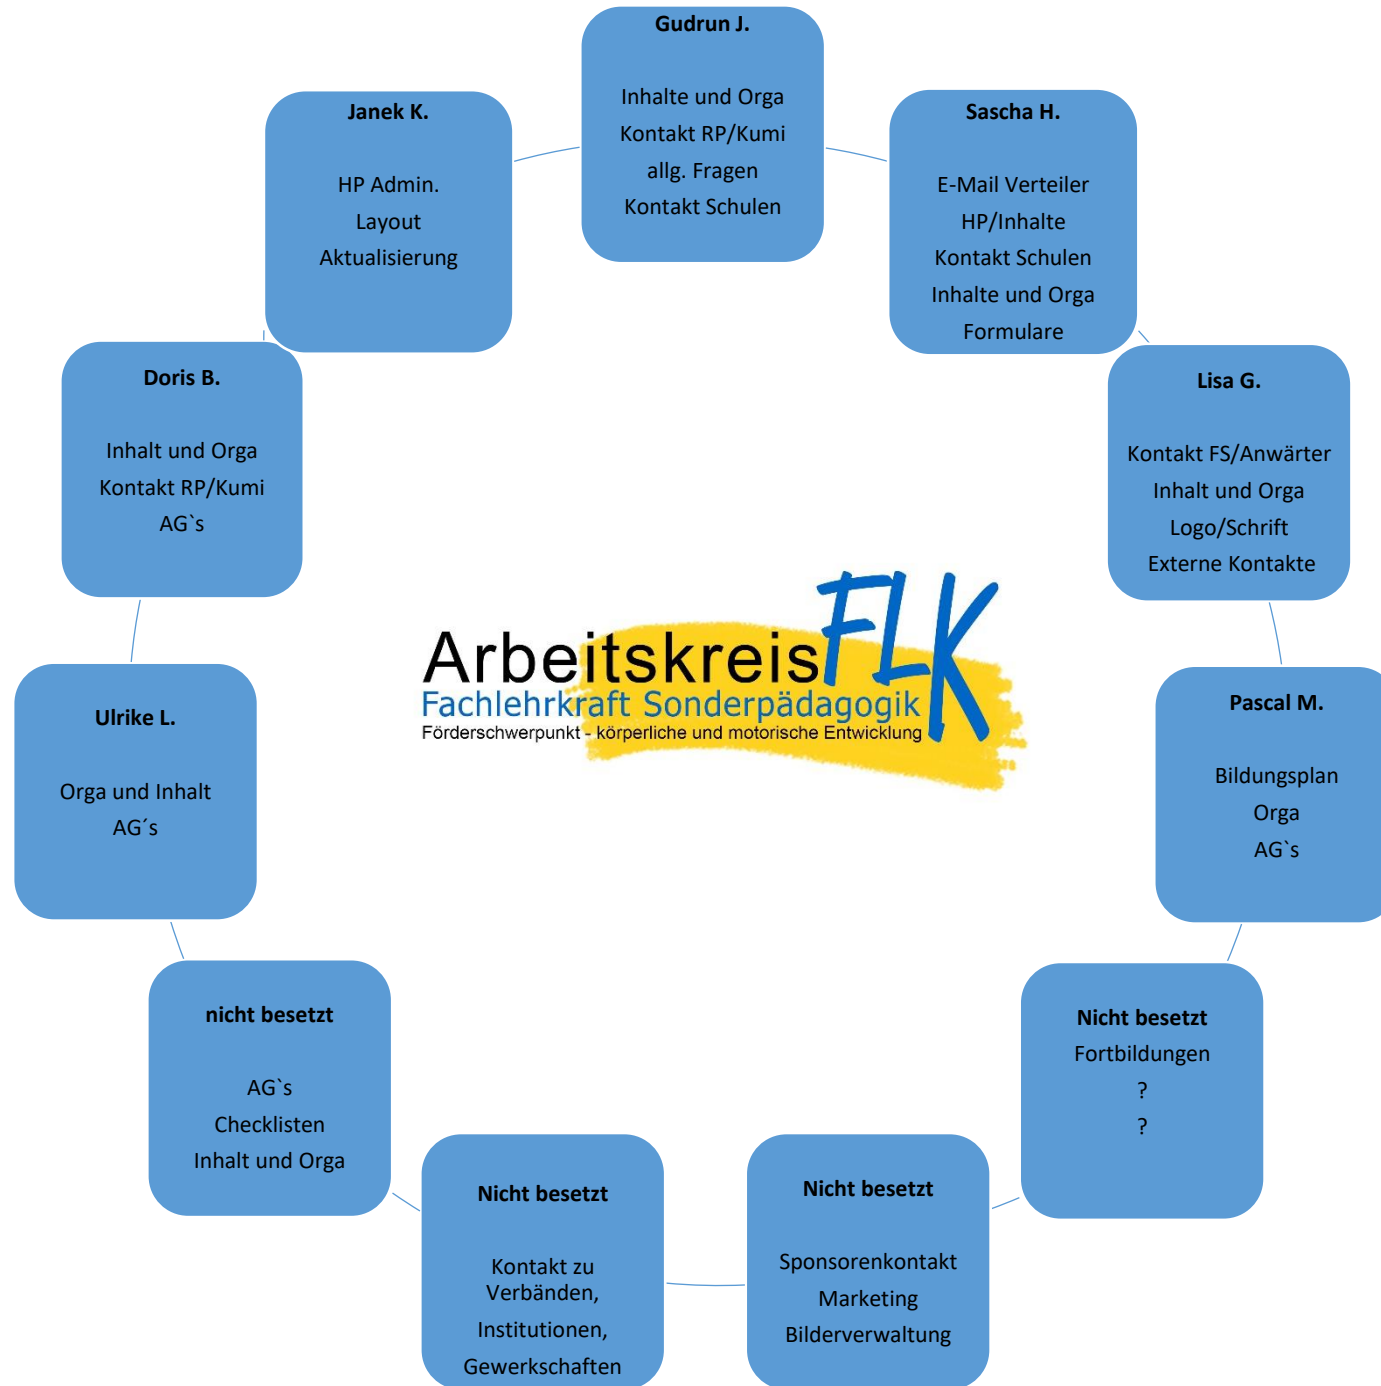 Gudrun J.
Inhalte und Orga
Kontakt RP/Kumi
allg. Fragen
Kontakt Schulen
Sascha H.
E-Mail Verteiler
HP/Inhalte
Kontakt Schulen
Inhalte und Orga
Formulare
Lisa G.
Kontakt FS/Anwärter
Inhalt und Orga
Logo/Schrift
Externe Kontakte
Pascal M.
Bildungsplan
Orga
AG`s
Nicht besetzt
Fortbildungen
?
?
Nicht besetzt
Sponsorenkontakt
Marketing
Bilderverwaltung
Nicht besetzt
Kontakt zu
Verbänden,
Institutionen,
Gewerkschaften
nicht besetzt
AG`s
Checklisten
Inhalt und Orga
Ulrike L.
Orga und Inhalt
AG´s
Doris B.
Inhalt und Orga
Kontakt RP/Kumi
AG`s
Janek K.
HP Admin.
Layout
Aktualisierung
Arbeitskreis FLK
Fachlehrkraft Sonderpädagogik
Förderschwerpunkt - körperliche und motorische Entwicklung